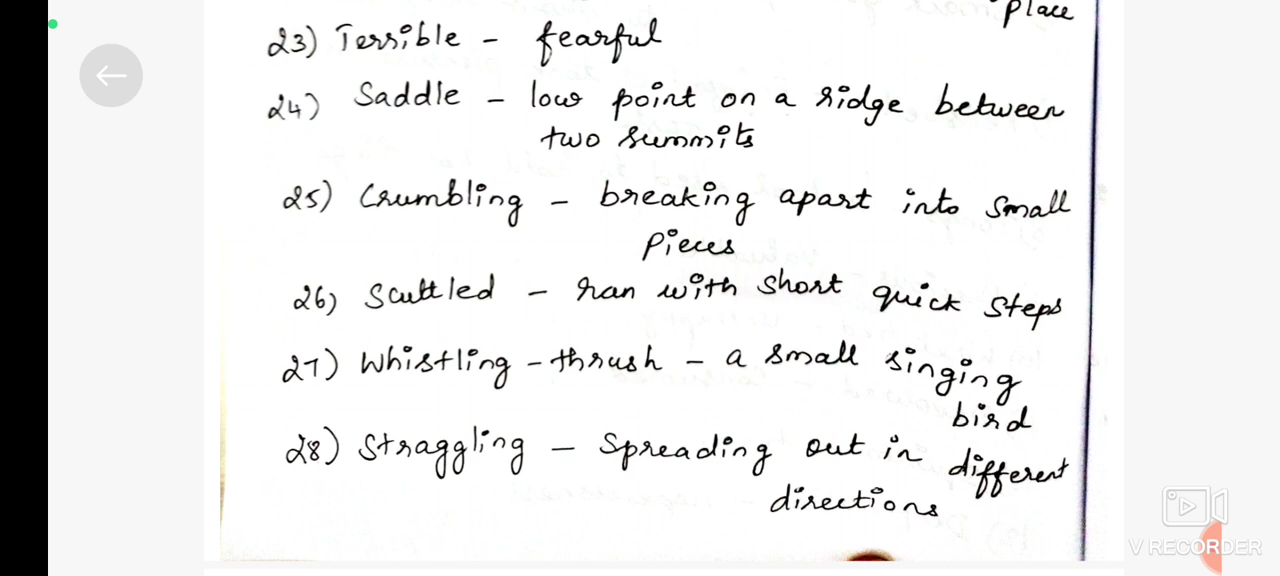 place
23) Terrible - fearful
24) Saddle - low point on a ridge between
two summits
25) Crumbling - breaking apart into small
pieces
26) Scuttled - ran with short quick steps
27) Whistling - thrush - a small singing
bird
28) Straggling - spreading out in different
directions
V RECORDER